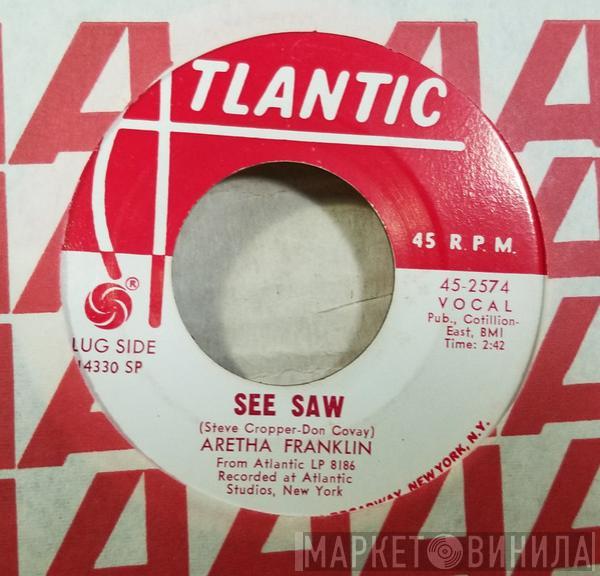 ATLANTIC
45 R.P.M.
®
45-2574
VOCAL
Pub., Cotillion-
East, BMI
Time: 2:42
LUG SIDE
14330 SP
SEE SAW
(Steve Cropper-Don Covay)
ARETHA FRANKLIN
From Atlantic LP 8186
Recorded at Atlantic
Studios, New York
BROADWAY, NEW YORK, N.Y.
МАРКЕТ ВИНИЛА